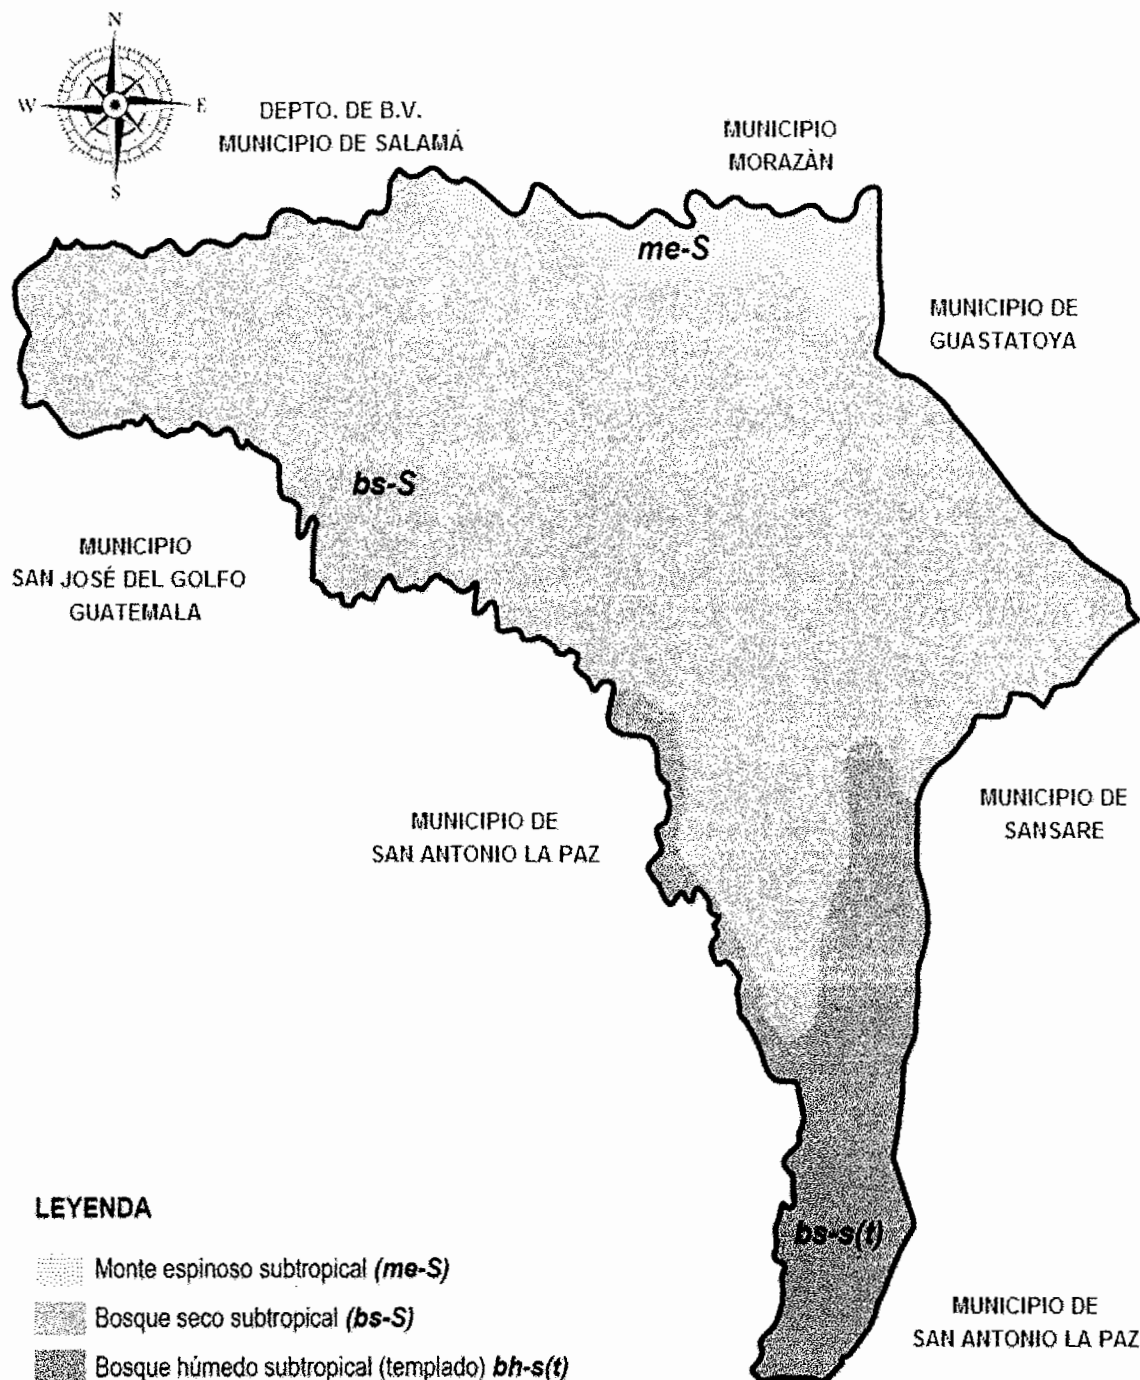 N
W
E
S
DEPTO. DE B.V.
MUNICIPIO DE SALAMÁ
MUNICIPIO
MORAZÀN
me-S
MUNICIPIO DE
GUASTATOYA
bs-S
MUNICIPIO
SAN JOSÉ DEL GOLFO
GUATEMALA
MUNICIPIO DE
SANSARE
MUNICIPIO DE
SAN ANTONIO LA PAZ
bs-s(t)
MUNICIPIO DE
SAN ANTONIO LA PAZ
LEYENDA
Monte espinoso subtropical (me-S)
Bosque seco subtropical (bs-S)
Bosque húmedo subtropical (templado) bh-s(t)